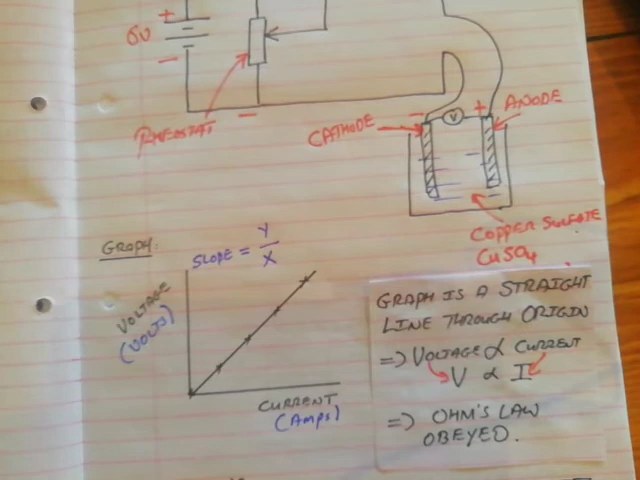 +
6V
-
RHEOSTAT
-
- V +
ANODE
CATHODE
COPPER SULFATE
CuSO4
GRAPH:
SLOPE = Y
X
VOLTAGE
(VOLTS)
CURRENT
(AMPS)
GRAPH IS A STRAIGHT
LINE THROUGH ORIGIN
=> VOLTAGE ∝ CURRENT
V ∝ I
=> OHM'S LAW
OBEYED.